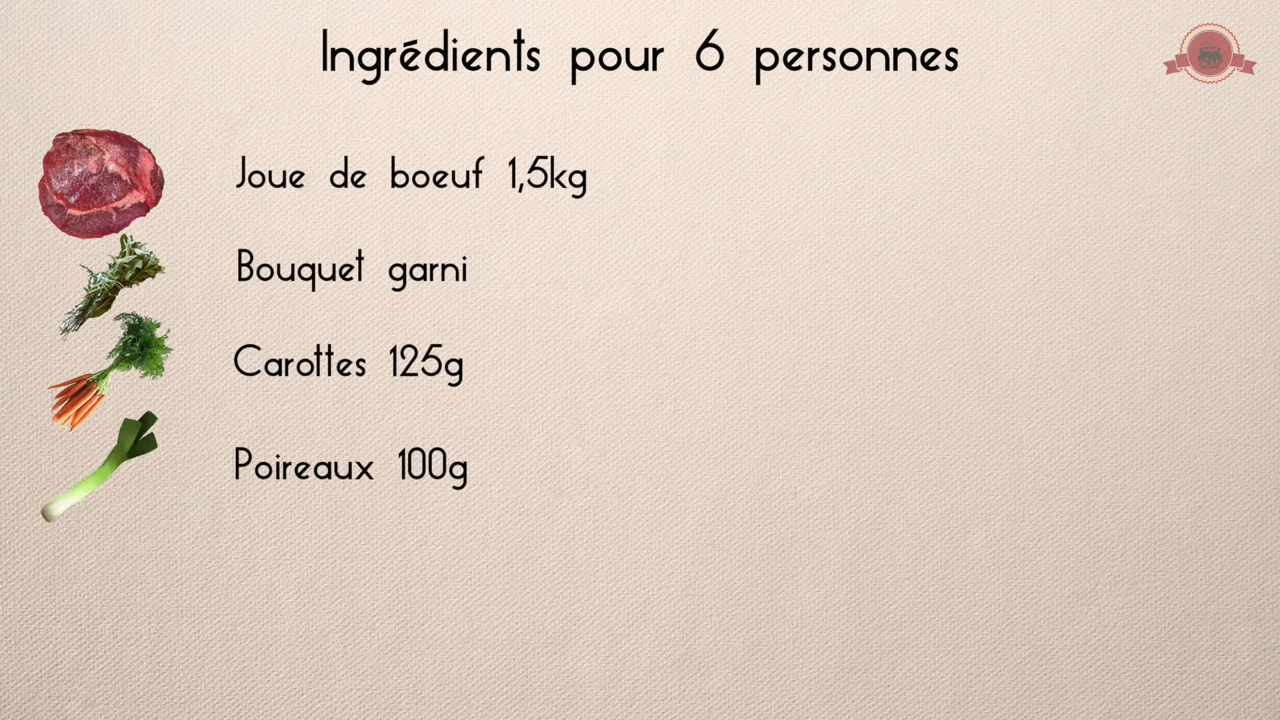 Ingrédients pour 6 personnes
Joue de boeuf 1,5kg
Bouquet garni
Carottes 125g
Poireaux 100g